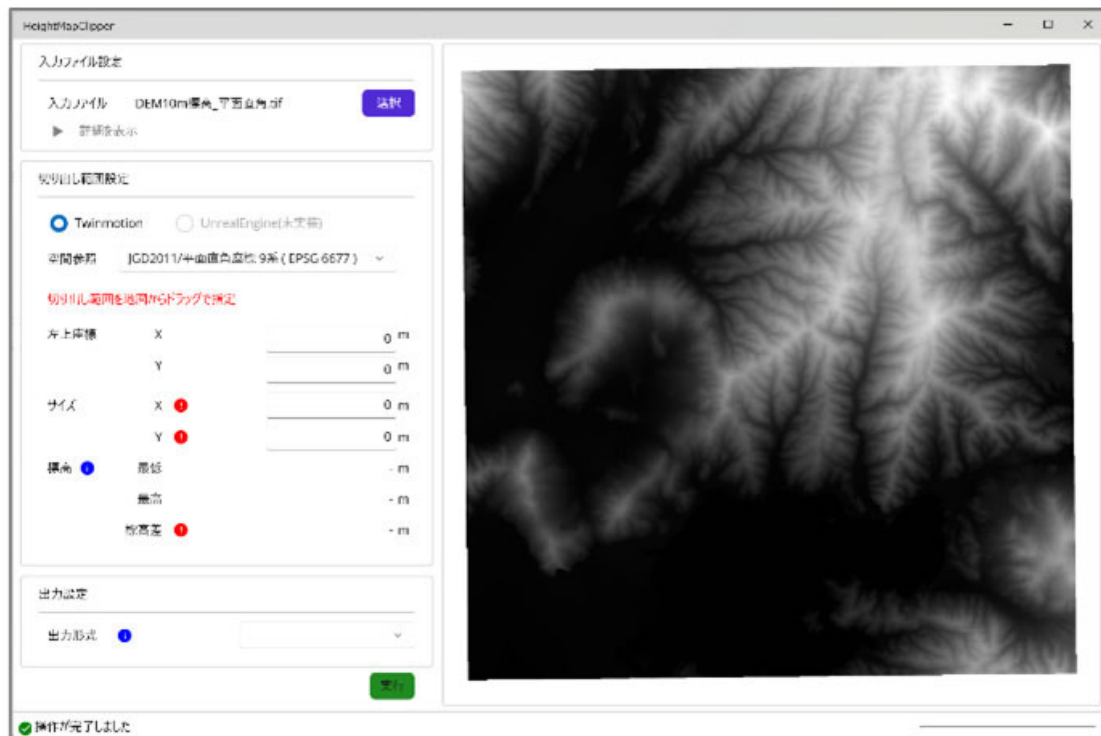 HeightMapClipper
入力ファイル設定
入力ファイル DEM10m標高_平面直角.tif 選択
詳細を表示
切り出し範囲設定
Twinmotion UnrealEngine(未実装)
空間参照 JGD2011/平面直角座標 9系 ( EPSG 6677 )
切り出し範囲を地図からドラッグで指定
左上座標 X 0 m
Y 0 m
サイズ X 0 m
Y 0 m
標高 最低 - m
最高 - m
標高差 - m
出力設定
出力形式
実行
操作が完了しました